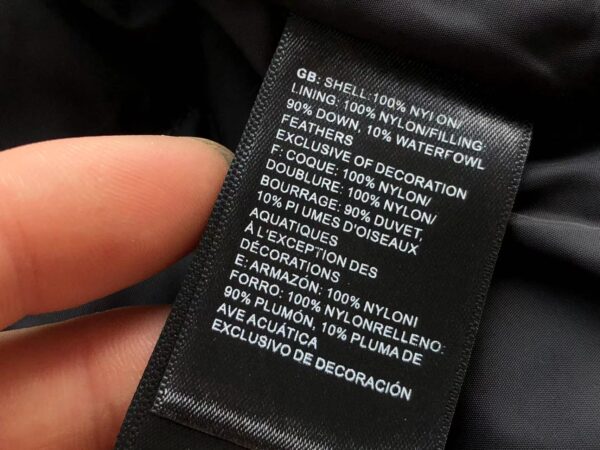 GB: SHELL:100% NYLON/
LINING: 100% NYLON/FILLING:
90% DOWN, 10% WATERFOWL
FEATHERS
EXCLUSIVE OF DECORATION
F: COQUE: 100% NYLON/
DOUBLURE: 100% NYLON/
BOURRAGE: 90% DUVET,
10% PLUMES D'OISEAUX
AQUATIQUES
À L'EXCEPTION DES
DÉCORATIONS
E: ARMAZÓN: 100% NYLONI
FORRO: 100% NYLONRELLENO:
90% PLUMÓN, 10% PLUMA DE
AVE ACUÁTICA
EXCLUSIVO DE DECORACIÓN